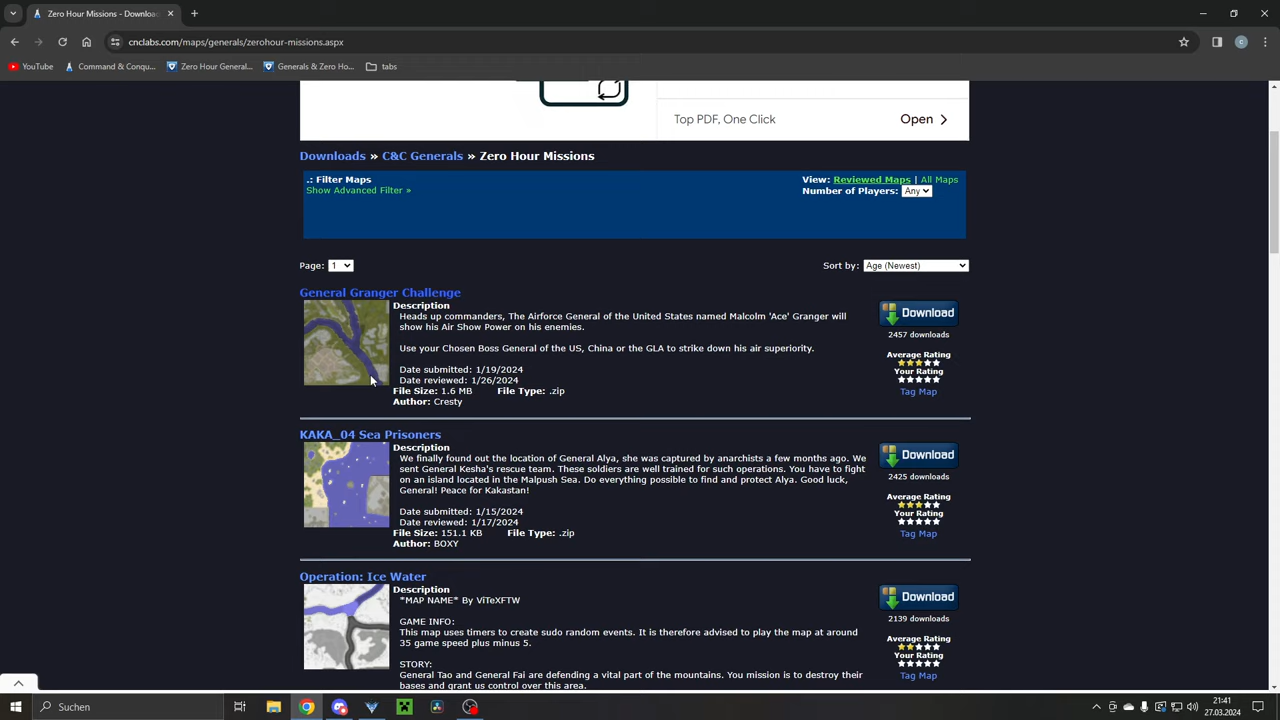 Zero Hour Missions
cnclabs.com/maps/generals/zerohour-missions.aspx
c
YouTube
Command & Conqu...
Zero Hour General...
Generals & Zero Ho...
tabs
Top PDF, One Click
Open
Downloads » C&C Generals » Zero Hour Missions
.: Filter Maps
Show Advanced Filter »
View: Reviewed Maps | All Maps
Number of Players: Any
Page: 1
Sort by: Age (Newest)
General Granger Challenge
Description
Heads up commanders, The Airforce General of the United States named Malcolm 'Ace' Granger will
show his Air Show Power on his enemies.
Use your Chosen Boss General of the US, China or the GLA to strike down his air superiority.
Date submitted: 1/19/2024
Date reviewed: 1/26/2024
File Size: 1.6 MB File Type: .zip
Author: Cresty
Download
2457 downloads
Average Rating
Your Rating
Tag Map
KAKA_04 Sea Prisoners
Description
We finally found out the location of General Alya, she was captured by anarchists a few months ago. We
sent General Kesha's rescue team. These soldiers are well trained for such operations. You have to fight
on an island located in the Malpush Sea. Do everything possible to find and protect Alya. Good luck,
General! Peace for Kakastan!
Date submitted: 1/15/2024
Date reviewed: 1/17/2024
File Size: 151.1 KB File Type: .zip
Author: BOXY
Download
2425 downloads
Average Rating
Your Rating
Tag Map
Operation: Ice Water
Description
*MAP NAME* By ViTeXFTW
GAME INFO:
This map uses timers to create sudo random events. It is therefore advised to play the map at around
35 game speed plus minus 5.
STORY:
General Tao and General Fai are defending a vital part of the mountains. You mission is to destroy their
bases and grant us control over this area.
Download
2139 downloads
Average Rating
Your Rating
Tag Map
Suchen
21:41
27.03.2024